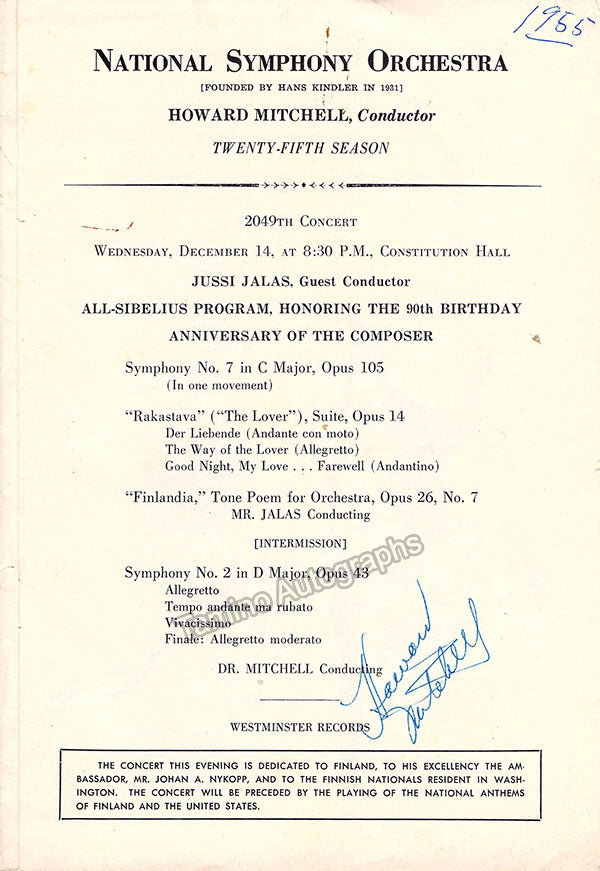 1955
NATIONAL SYMPHONY ORCHESTRA
[FOUNDED BY HANS KINDLER IN 1931]
HOWARD MITCHELL, Conductor
TWENTY-FIFTH SEASON
2049TH CONCERT
WEDNESDAY, DECEMBER 14, AT 8:30 P.M., CONSTITUTION HALL
JUSSI JALAS, Guest Conductor
ALL-SIBELIUS PROGRAM, HONORING THE 90th BIRTHDAY
ANNIVERSARY OF THE COMPOSER
Symphony No. 7 in C Major, Opus 105
(In one movement)
"Rakastava" ("The Lover"), Suite, Opus 14
Der Liebende (Andante con moto)
The Way of the Lover (Allegretto)
Good Night, My Love . . . Farewell (Andantino)
"Finlandia," Tone Poem for Orchestra, Opus 26, No. 7
MR. JALAS Conducting
[INTERMISSION]
Symphony No. 2 in D Major, Opus 43
Allegretto
Tempo andante ma rubato
Vivacissimo
Finale: Allegretto moderato
Tamino Autographs
DR. MITCHELL Conducting
Howard
Mitchell
WESTMINSTER RECORDS
THE CONCERT THIS EVENING IS DEDICATED TO FINLAND, TO HIS EXCELLENCY THE AM-
BASSADOR, MR. JOHAN A. NYKOPP, AND TO THE FINNISH NATIONALS RESIDENT IN WASH-
INGTON. THE CONCERT WILL BE PRECEDED BY THE PLAYING OF THE NATIONAL ANTHEMS
OF FINLAND AND THE UNITED STATES.